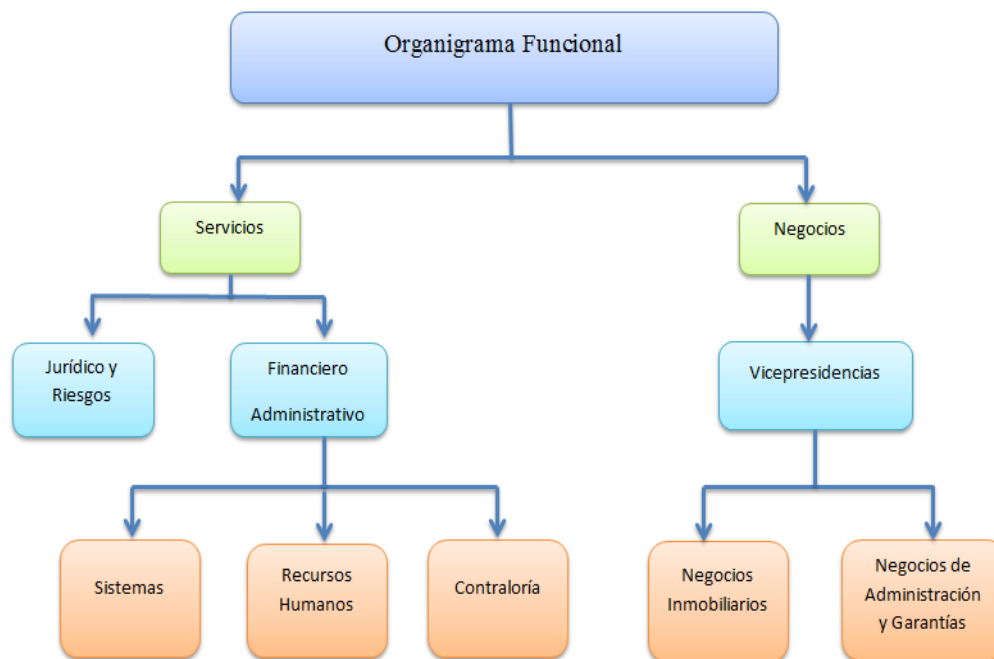 Organigrama Funcional
Servicios
Negocios
Jurídico y
Riesgos
Financiero
Administrativo
Vicepresidencias
Sistemas
Recursos
Humanos
Contraloría
Negocios
Inmobiliarios
Negocios de
Administración
y Garantías